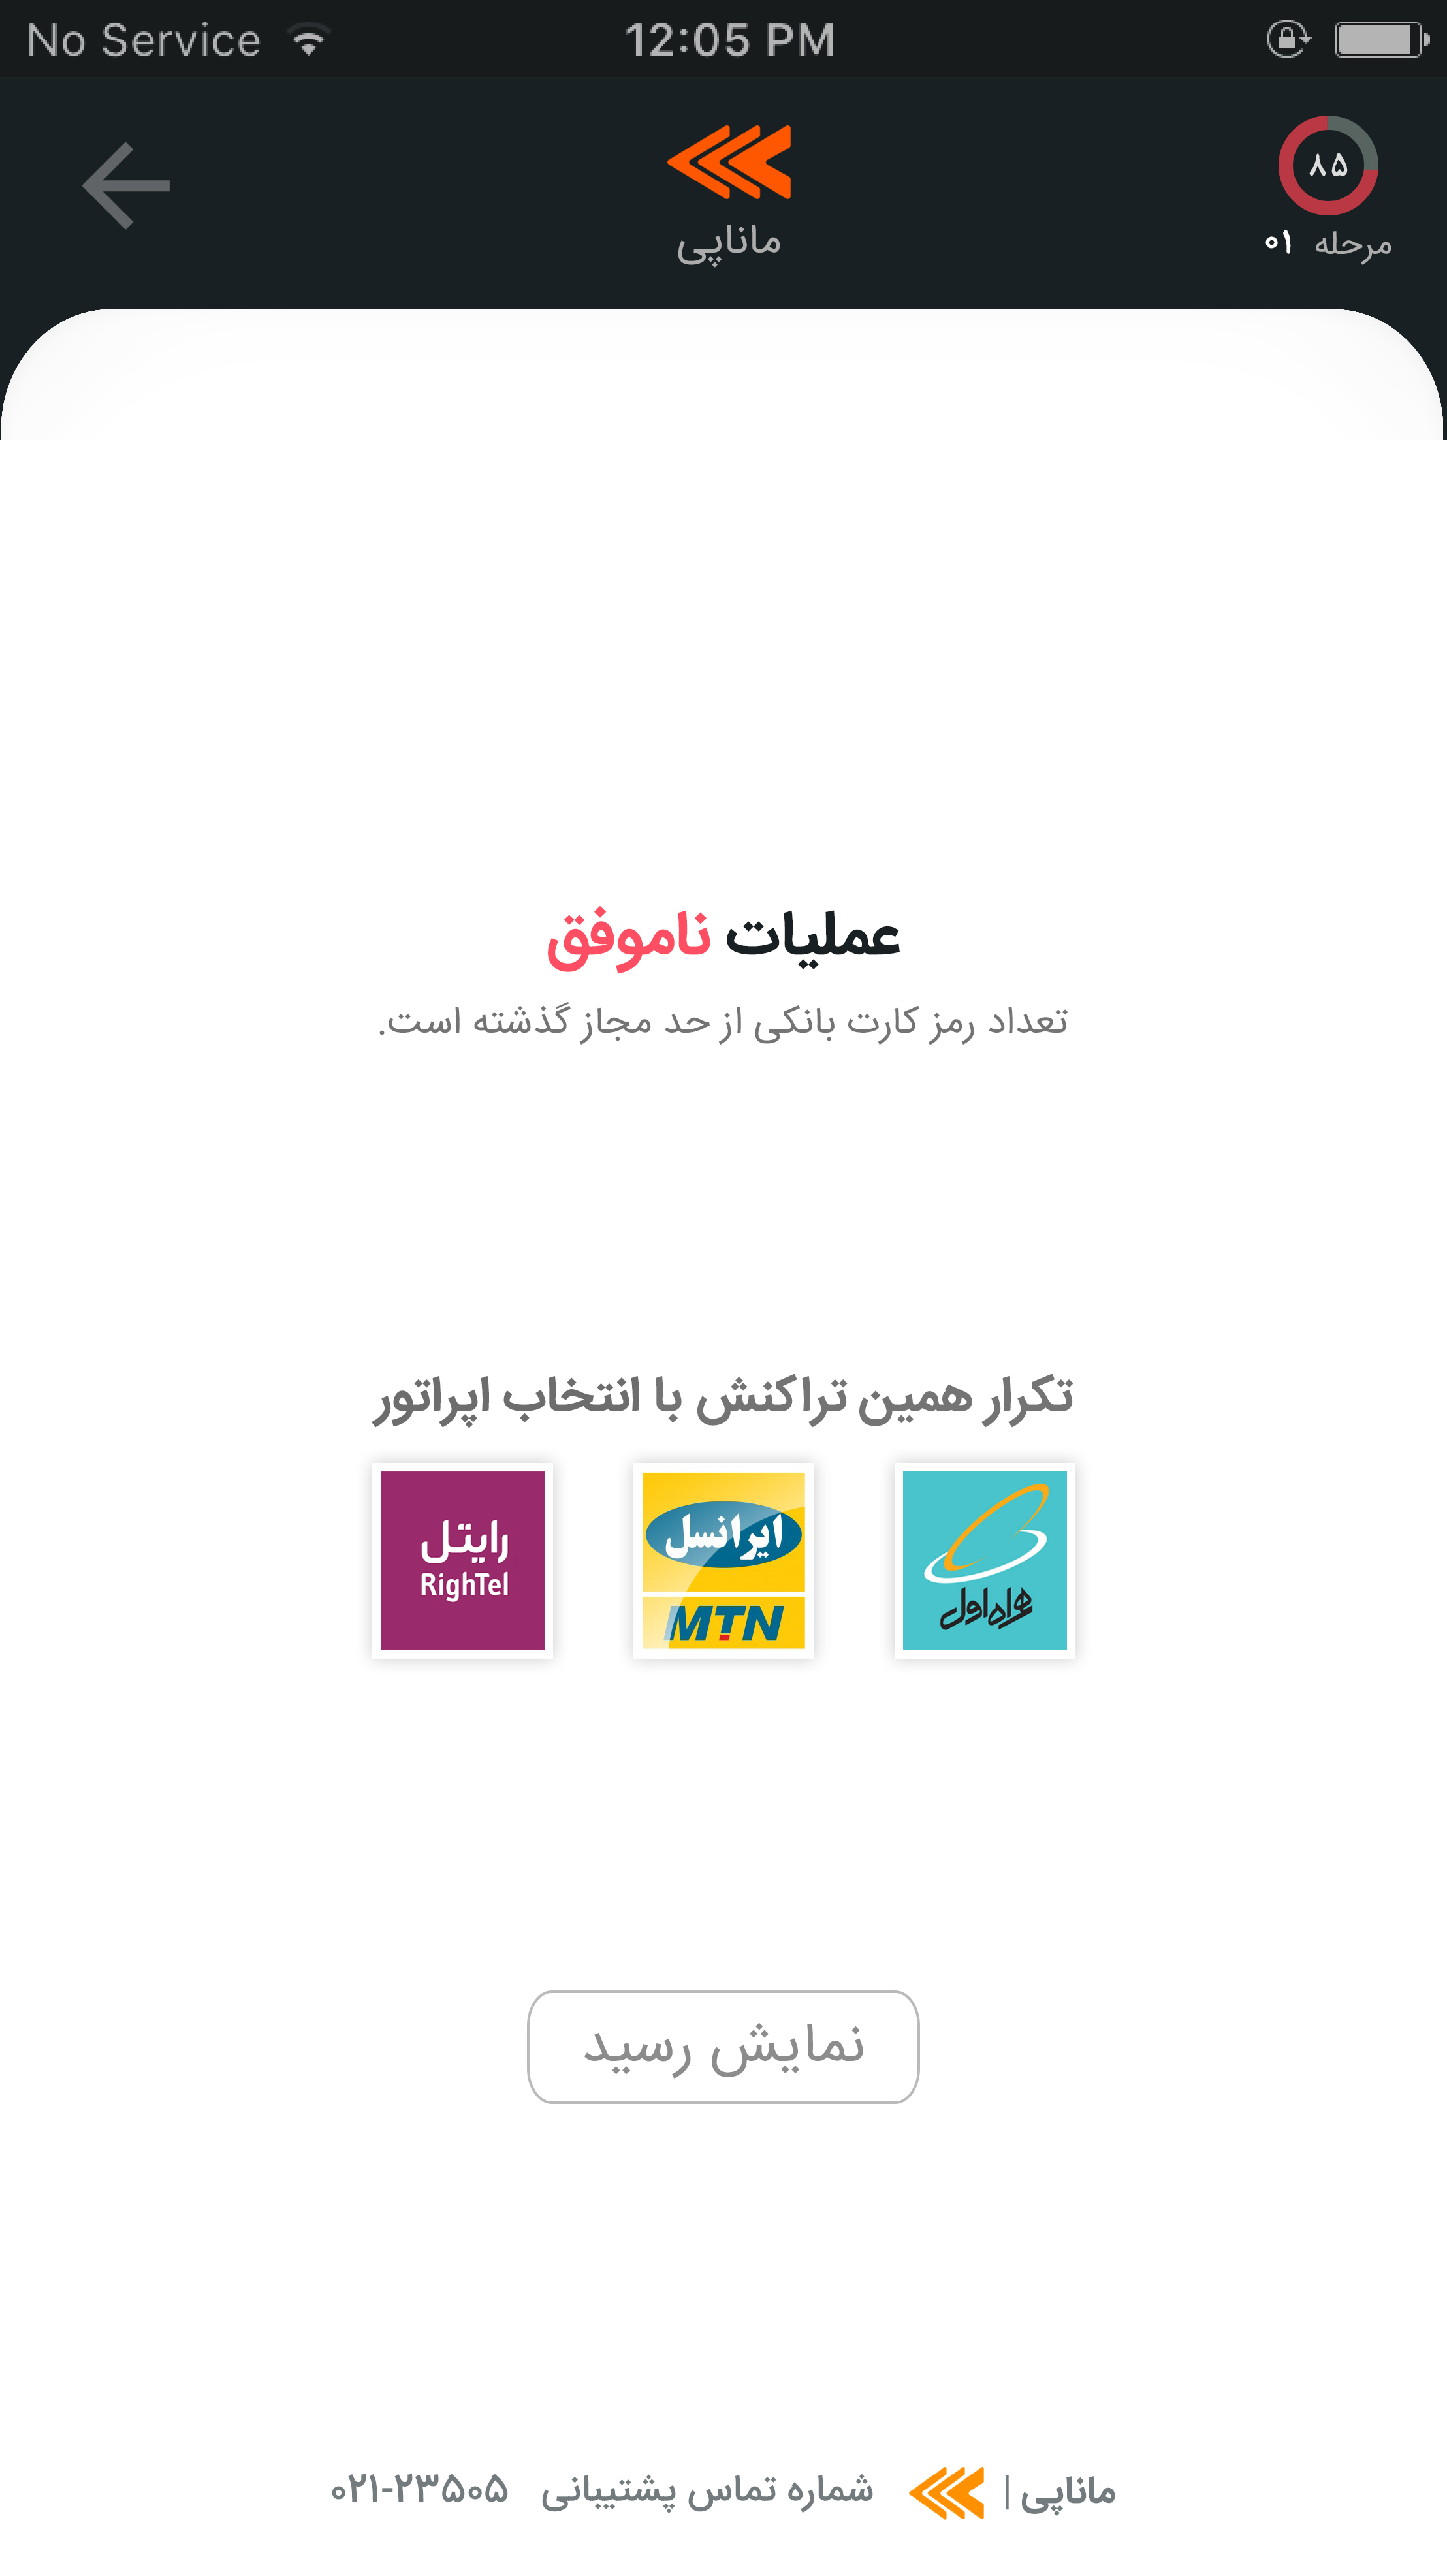 No Service 12:05 PM
۸۵
مرحله ۰۱
ماناپی
عملیات ناموفق
تعداد رمز کارت بانکی از حد مجاز گذشته است.
تکرار همین تراکنش با انتخاب اپراتور
همراه اول
ایرانسل
MTN
رایتل
RighTel
نمایش رسید
ماناپی | شماره تماس پشتیبانی ۰۲۱-۲۳۵۰۵